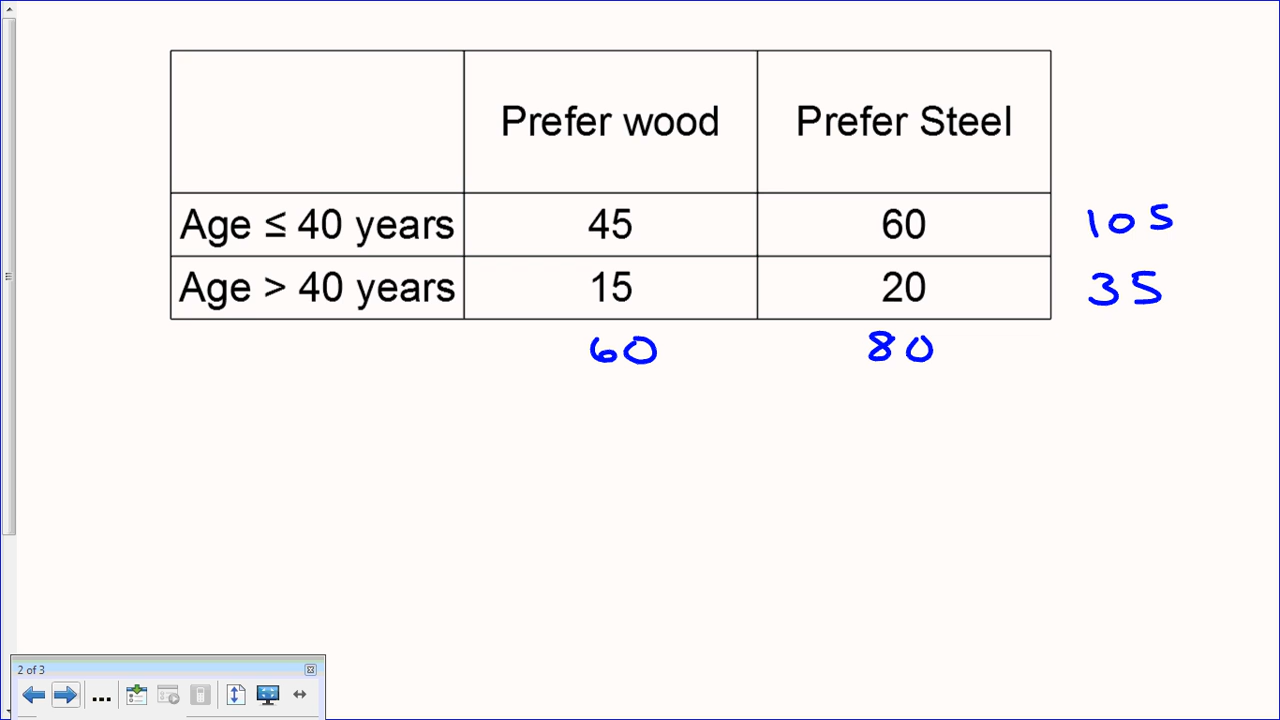 Prefer wood Prefer Steel
Age ≤ 40 years 45 60 105
Age > 40 years 15 20 35
60 80
2 of 3